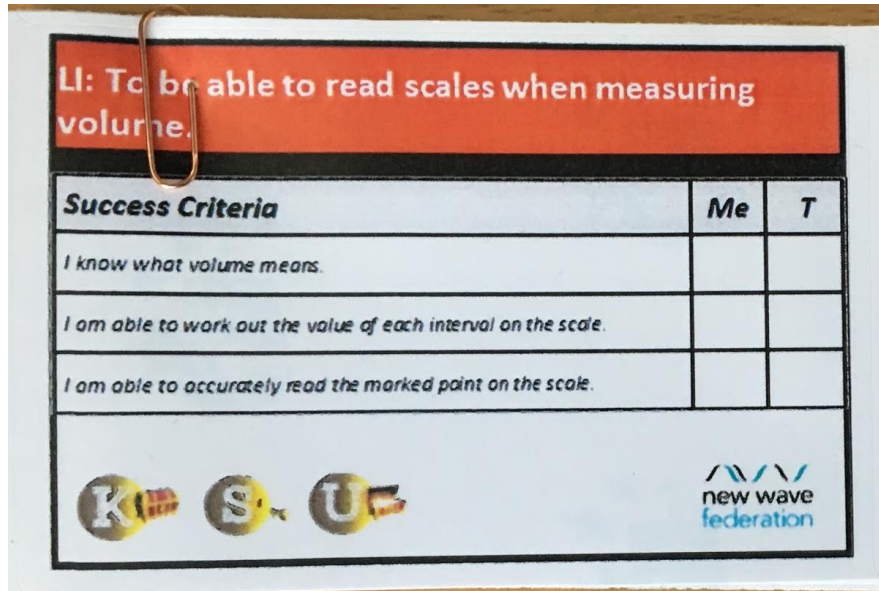 LI: To be able to read scales when measuring
volume.
Success Criteria Me T
I know what volume means.
I am able to work out the value of each interval on the scale.
I am able to accurately read the marked point on the scale.
K S U
new wave
federation